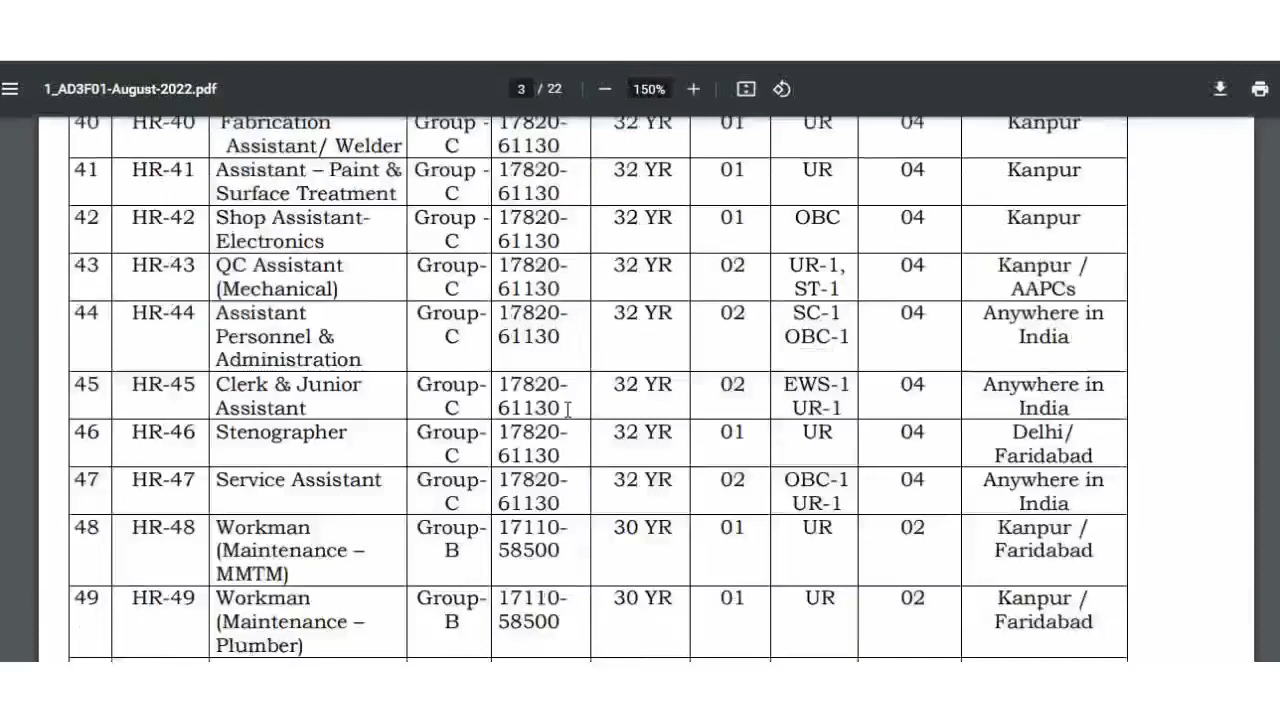 1_AD3F01-August-2022.pdf 3 / 22 150%
40 HR-40 Fabrication Group - 17820- 32 YR 01 UR 04 Kanpur
Assistant/ Welder C 61130
41 HR-41 Assistant – Paint & Group - 17820- 32 YR 01 UR 04 Kanpur
Surface Treatment C 61130
42 HR-42 Shop Assistant- Group - 17820- 32 YR 01 OBC 04 Kanpur
Electronics C 61130
43 HR-43 QC Assistant Group- 17820- 32 YR 02 UR-1, 04 Kanpur /
(Mechanical) C 61130 ST-1 AAPCs
44 HR-44 Assistant Group- 17820- 32 YR 02 SC-1 04 Anywhere in
Personnel & C 61130 OBC-1 India
Administration
45 HR-45 Clerk & Junior Group- 17820- 32 YR 02 EWS-1 04 Anywhere in
Assistant C 61130 UR-1 India
46 HR-46 Stenographer Group- 17820- 32 YR 01 UR 04 Delhi/
C 61130 Faridabad
47 HR-47 Service Assistant Group- 17820- 32 YR 02 OBC-1 04 Anywhere in
C 61130 UR-1 India
48 HR-48 Workman Group- 17110- 30 YR 01 UR 02 Kanpur /
(Maintenance – B 58500 Faridabad
MMTM)
49 HR-49 Workman Group- 17110- 30 YR 01 UR 02 Kanpur /
(Maintenance – B 58500 Faridabad
Plumber)